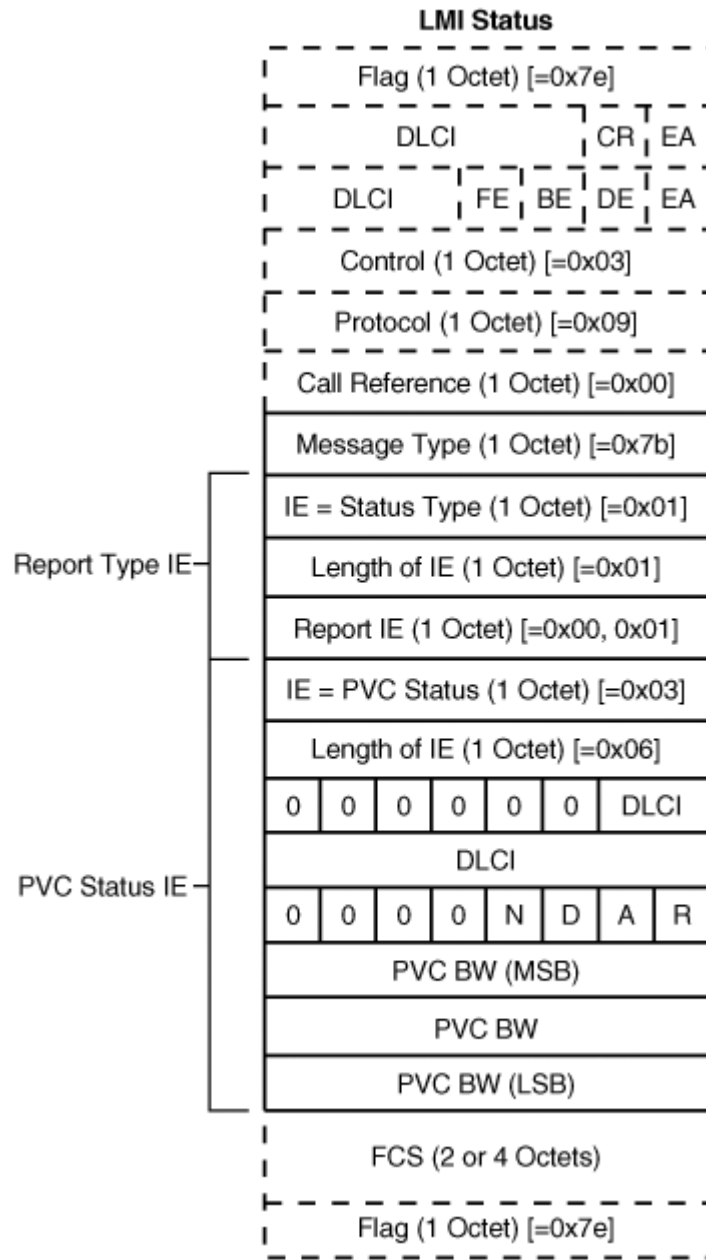 LMI Status
Flag (1 Octet) [=0x7e]
DLCI CR EA
DLCI FE BE DE EA
Control (1 Octet) [=0x03]
Protocol (1 Octet) [=0x09]
Call Reference (1 Octet) [=0x00]
Message Type (1 Octet) [=0x7b]
IE = Status Type (1 Octet) [=0x01]
Report Type IE
Length of IE (1 Octet) [=0x01]
Report IE (1 Octet) [=0x00, 0x01]
IE = PVC Status (1 Octet) [=0x03]
Length of IE (1 Octet) [=0x06]
0 0 0 0 0 0 DLCI
DLCI
PVC Status IE
0 0 0 0 N D A R
PVC BW (MSB)
PVC BW
PVC BW (LSB)
FCS (2 or 4 Octets)
Flag (1 Octet) [=0x7e]